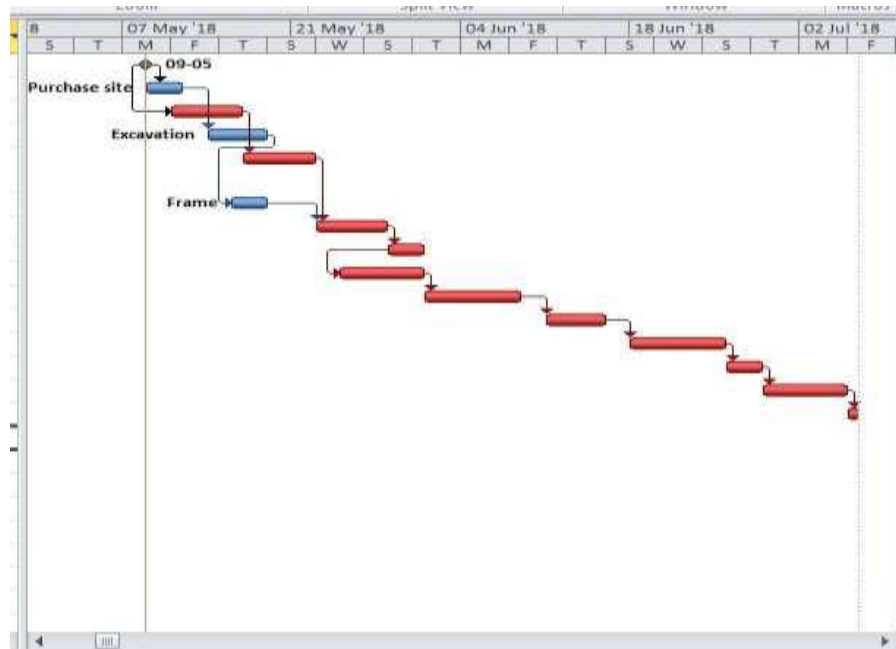 8 07 May '18 21 May '18 04 Jun '18 18 Jun '18 02 Jul '18
S T M F T S W S T M F T S W S T M F
09-05
Purchase site
Excavation
Frame